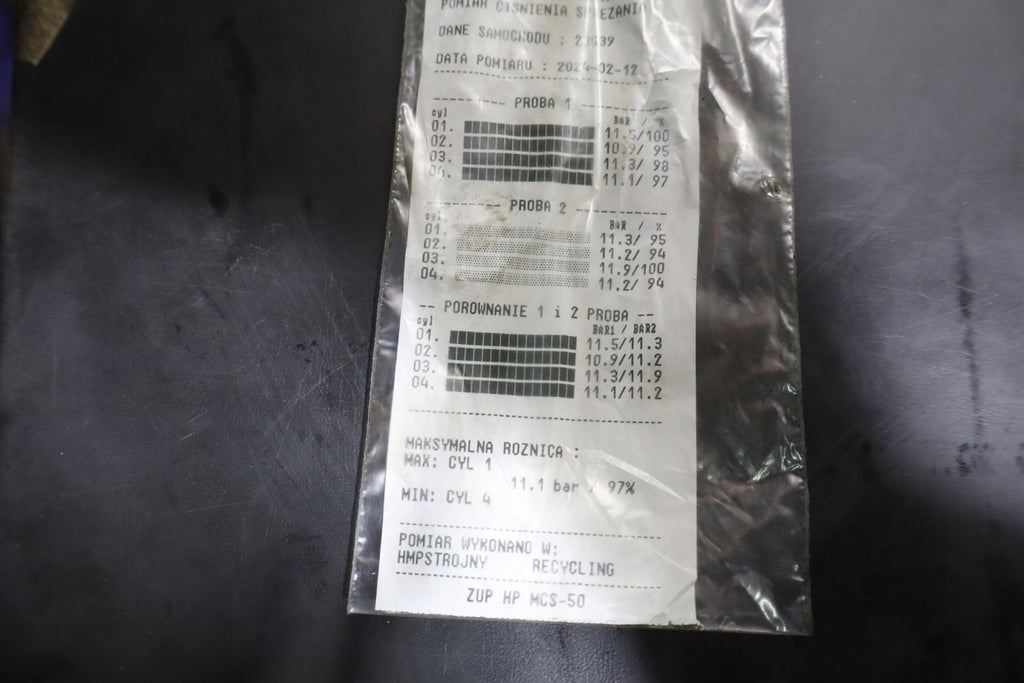 POMIAR CISNIENIA SPREZANIA
DANE SAMOCHODU : 23539
DATA POMIARU : 2024-02-12
PROBA 1
cyl BAR / %
01. 11.5/100
02. 10.9/ 95
03. 11.3/ 98
04. 11.1/ 97
PROBA 2
cyl BAR / %
01. 11.3/ 95
02. 11.2/ 94
03. 11.9/100
04. 11.2/ 94
-- POROWNANIE 1 i 2 PROBA --
cyl BAR1 / BAR2
01. 11.5/11.3
02. 10.9/11.2
03. 11.3/11.9
04. 11.1/11.2
MAKSYMALNA ROZNICA :
MAX: CYL 1
11.1 bar / 97%
MIN: CYL 4
POMIAR WYKONANO W:
HMPSTROJNY RECYCLING
ZUP HP MCS-50